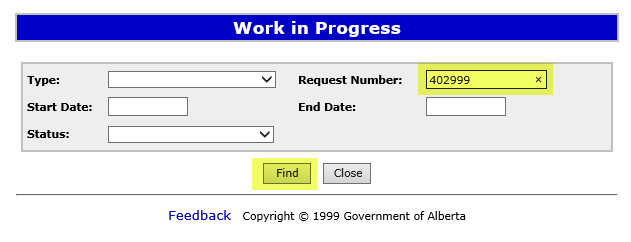 Work in Progress
Type: Request Number: 402999 ×
Start Date: End Date:
Status:
Find Close
Feedback Copyright © 1999 Government of Alberta